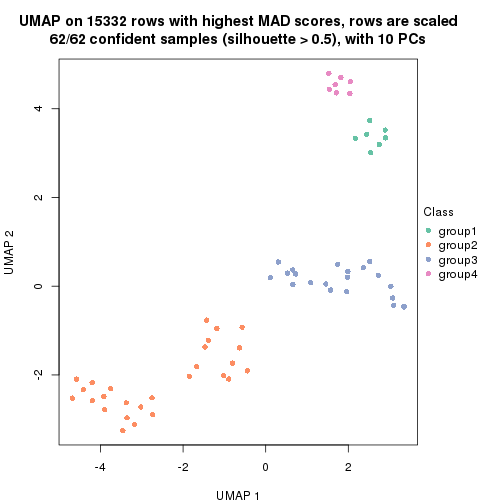 UMAP on 15332 rows with highest MAD scores, rows are scaled
62/62 confident samples (silhouette > 0.5), with 10 PCs
4
2
0
-2
UMAP 2
-4
-2
0
2
UMAP 1
Class
group1
group2
group3
group4